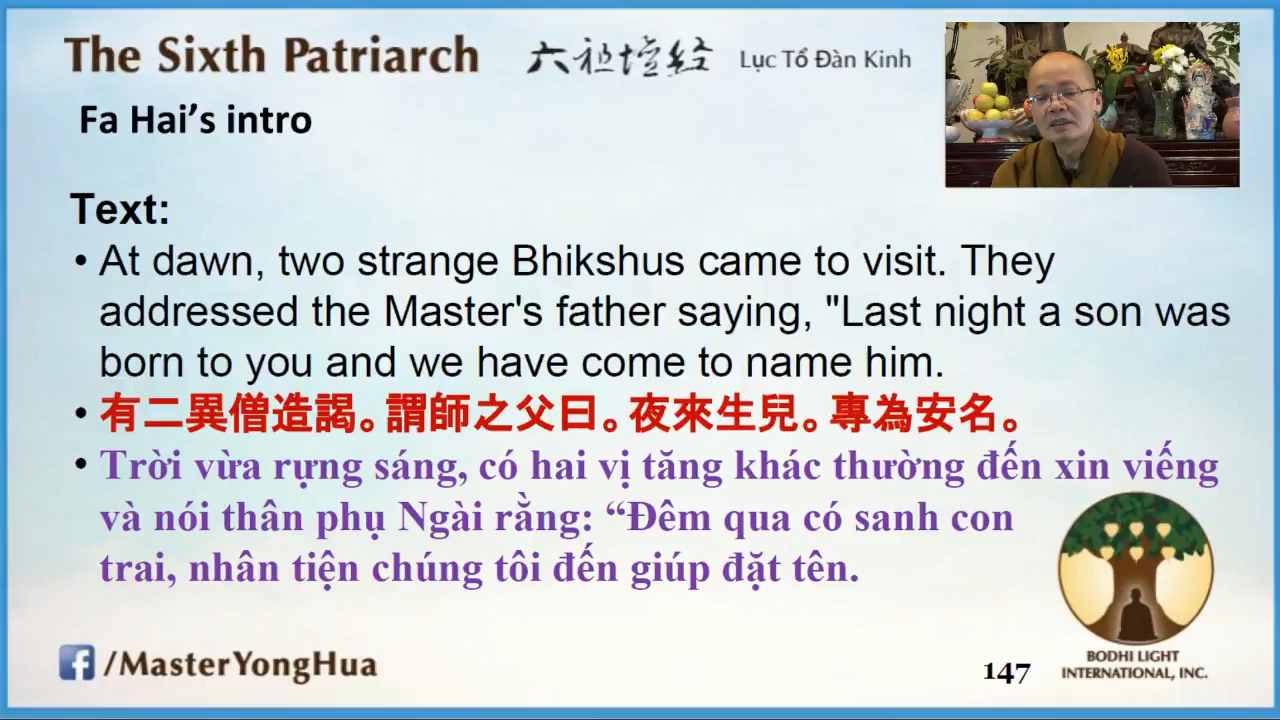 The Sixth Patriarch 六祖壇经 Lục Tổ Đàn Kinh
Fa Hai's intro
Text:
• At dawn, two strange Bhikshus came to visit. They
addressed the Master's father saying, "Last night a son was
born to you and we have come to name him.
• 有二異僧造謁。謂師之父曰。夜來生兒。專為安名。
• Trời vừa rựng sáng, có hai vị tăng khác thường đến xin viếng
và nói thân phụ Ngài rằng: “Đêm qua có sanh con
trai, nhân tiện chúng tôi đến giúp đặt tên.
f /MasterYongHua
147
BODHI LIGHT
INTERNATIONAL, INC.